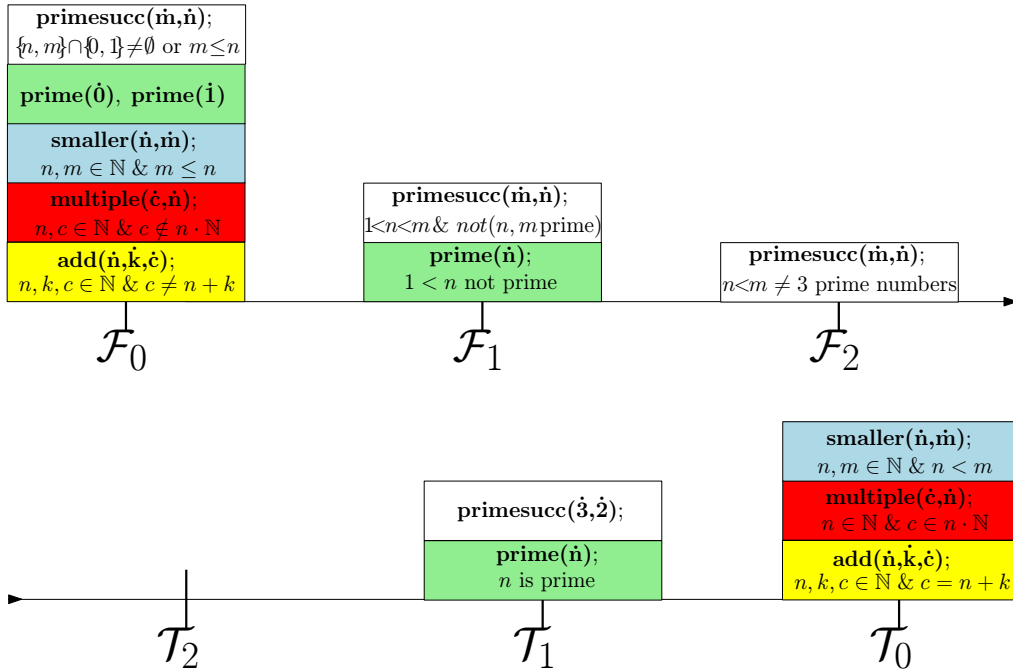 primesucc(ṁ,ṅ);
{n, m}∩{0, 1}≠∅ or m≤n
prime(0̇), prime(1̇)
smaller(ṅ,ṁ);
n, m ∈ ℕ & m ≤ n
multiple(ċ,ṅ);
n, c ∈ ℕ & c ∉ n · ℕ
add(ṅ,k̇,ċ);
n, k, c ∈ ℕ & c ≠ n + k
primesucc(ṁ,ṅ);
1<n<m & not(n, m prime)
prime(ṅ);
1 < n not prime
primesucc(ṁ,ṅ);
n<m ≠ 3 prime numbers
ℱ₀
ℱ₁
ℱ₂
primesucc(3̇,2̇);
prime(ṅ);
n is prime
smaller(ṅ,ṁ);
n, m ∈ ℕ & n < m
multiple(ċ,ṅ);
n ∈ ℕ & c ∈ n · ℕ
add(ṅ,k̇,ċ);
n, k, c ∈ ℕ & c = n + k
𝒯₂
𝒯₁
𝒯₀